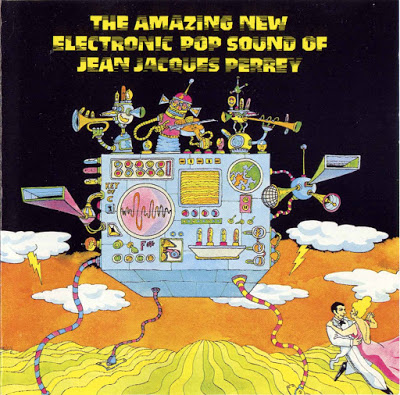 THE AMAZING NEW
ELECTRONIC POP SOUND OF
JEAN JACQUES PERREY